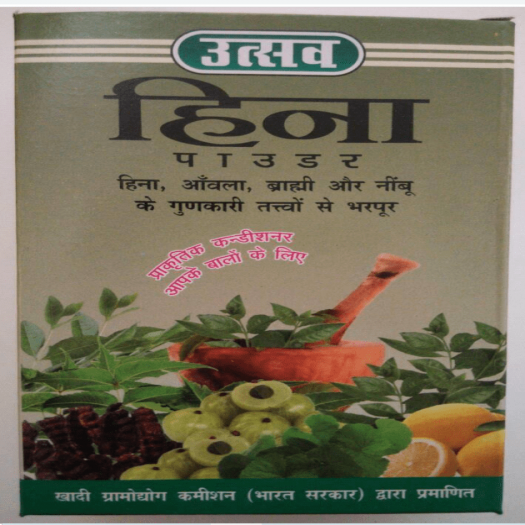 उत्सव
हिना
पाउडर
हिना, आँवला, ब्राह्मी और नींबू
के गुणकारी तत्त्वों से भरपूर
प्राकृतिक कन्डीशनर
आपके बालों के लिए
खादी ग्रामोद्योग कमीशन (भारत सरकार) द्वारा प्रमाणित